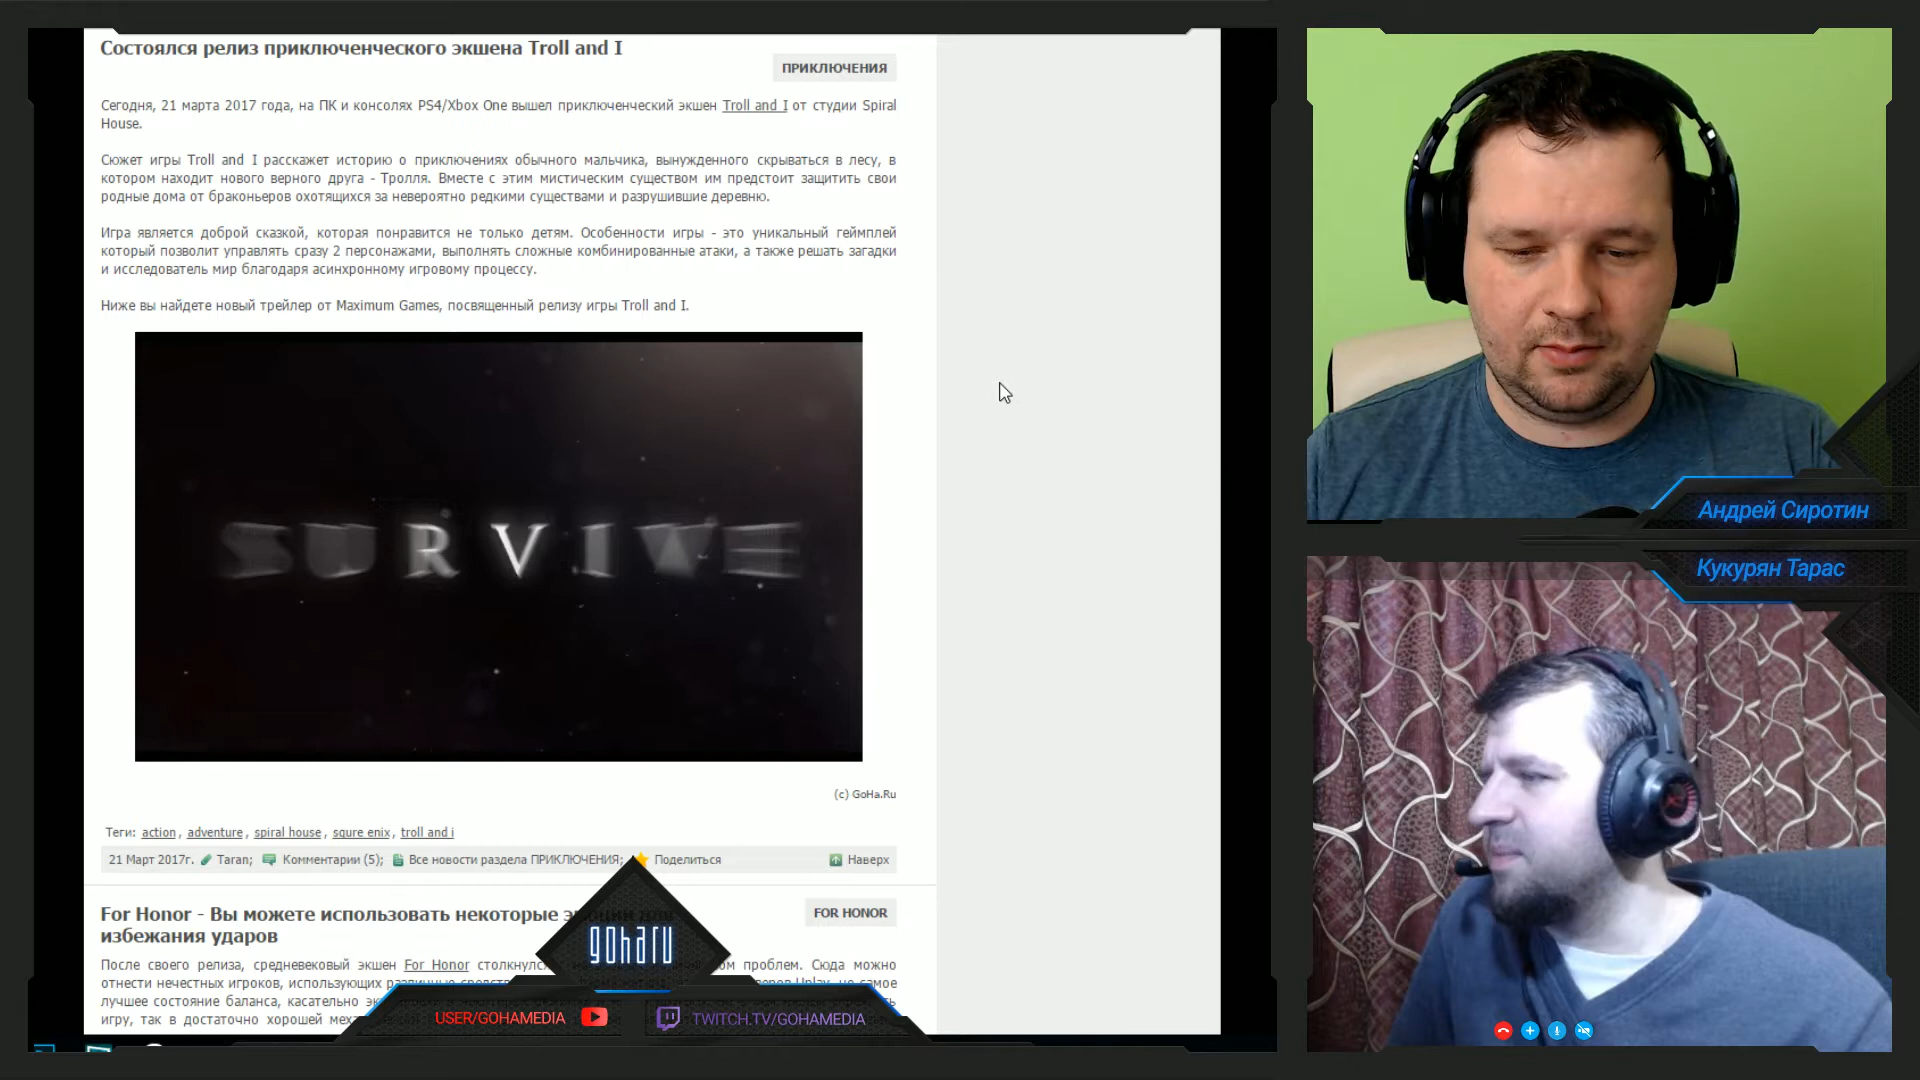 Состоялся релиз приключенческого экшена Troll and I
ПРИКЛЮЧЕНИЯ
Сегодня, 21 марта 2017 года, на ПК и консолях PS4/Xbox One вышел приключенческий экшен Troll and I от студии Spiral
House.
Сюжет игры Troll and I расскажет историю о приключениях обычного мальчика, вынужденного скрываться в лесу, в
котором находит нового верного друга - Тролля. Вместе с этим мистическим существом им предстоит защитить свои
родные дома от браконьеров охотящихся за невероятно редкими существами и разрушившие деревню.
Игра является доброй сказкой, которая понравится не только детям. Особенности игры - это уникальный геймплей
который позволит управлять сразу 2 персонажами, выполнять сложные комбинированные атаки, а также решать загадки
и исследователь мир благодаря асинхронному игровому процессу.
Ниже вы найдете новый трейлер от Maximum Games, посвященный релизу игры Troll and I.
SURVIVE
(c) GoHa.Ru
Теги: action, adventure, spiral house, squre enix, troll and i
21 Март 2017г. Taran; Комментарии (5); Все новости раздела ПРИКЛЮЧЕНИЯ; Поделиться Наверх
For Honor - Вы можете использовать некоторые
избежания ударов
FOR HONOR
После своего релиза, средневековый экшен For Honor столкнулся проблем. Сюда можно
отнести нечестных игроков, использующих самое
лучшее состояние баланса, касательно
игру, так в достаточно хорошей
goharu
USER/GOHAMEDIA
TWITCH.TV/GOHAMEDIA
Андрей Сиротин
Кукурян Тарас